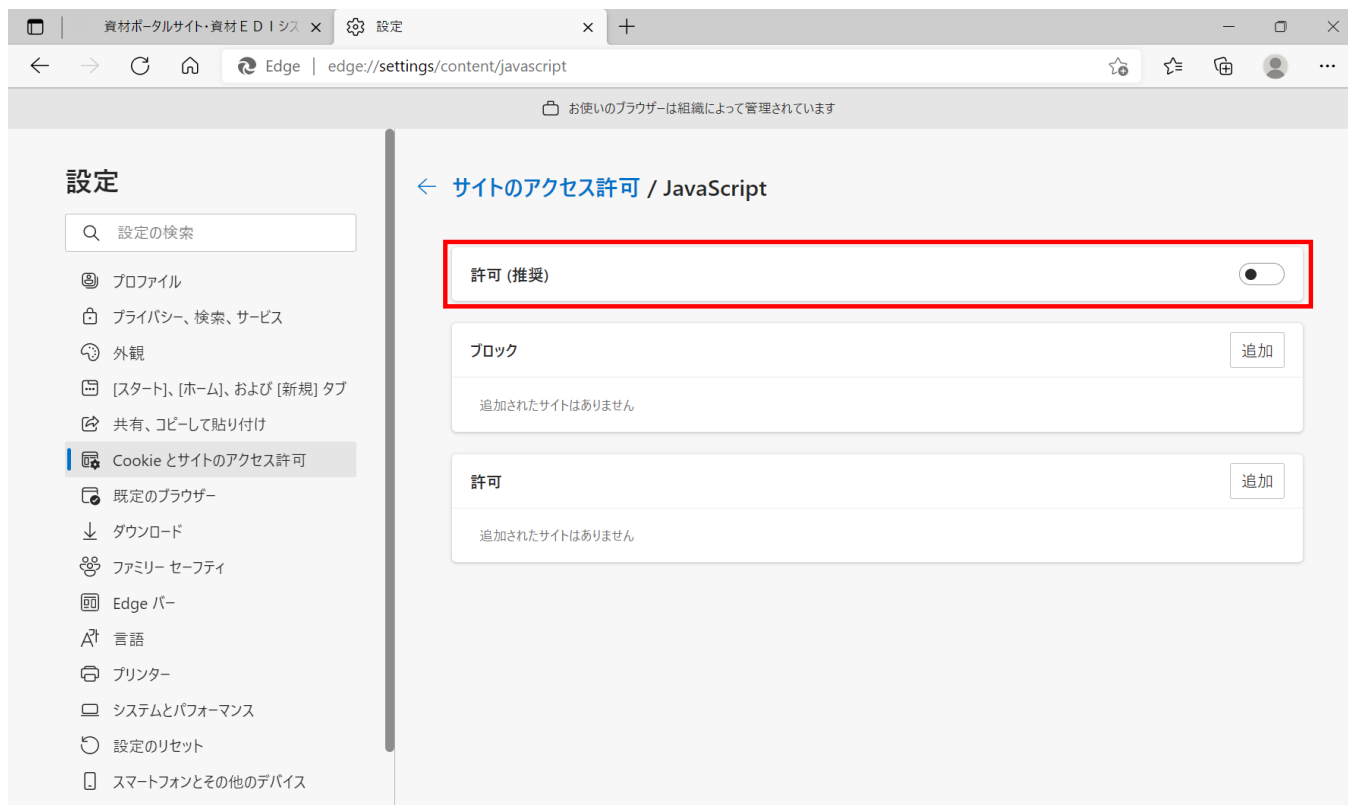 資材ポータルサイト・資材ＥＤＩシス
設定
Edge | edge://settings/content/javascript
お使いのブラウザーは組織によって管理されています
設定
設定の検索
プロファイル
プライバシー、検索、サービス
外観
[スタート]、[ホーム]、および [新規] タブ
共有、コピーして貼り付け
Cookie とサイトのアクセス許可
既定のブラウザー
ダウンロード
ファミリー セーフティ
Edge バー
言語
プリンター
システムとパフォーマンス
設定のリセット
スマートフォンとその他のデバイス
サイトのアクセス許可 / JavaScript
許可 (推奨)
ブロック
追加
追加されたサイトはありません
許可
追加
追加されたサイトはありません